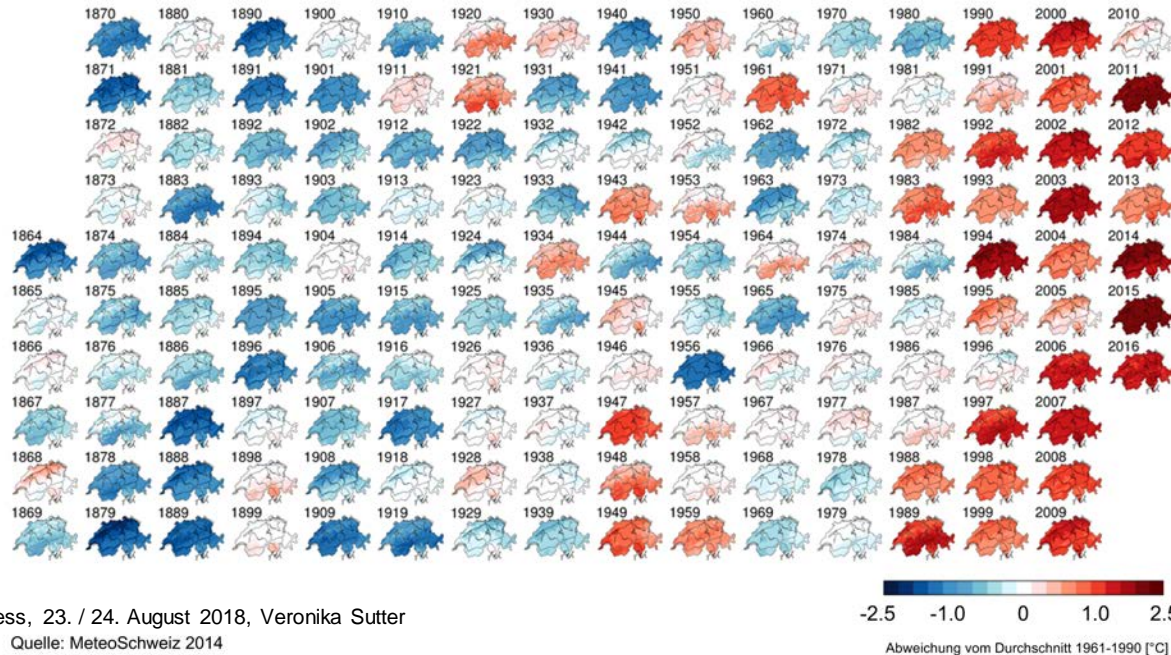 1870 1880 1890 1900 1910 1920 1930 1940 1950 1960 1970 1980 1990 2000 2010
1871 1881 1891 1901 1911 1921 1931 1941 1951 1961 1971 1981 1991 2001 2011
1872 1882 1892 1902 1912 1922 1932 1942 1952 1962 1972 1982 1992 2002 2012
1873 1883 1893 1903 1913 1923 1933 1943 1953 1963 1973 1983 1993 2003 2013
1864 1874 1884 1894 1904 1914 1924 1934 1944 1954 1964 1974 1984 1994 2004 2014
1865 1875 1885 1895 1905 1915 1925 1935 1945 1955 1965 1975 1985 1995 2005 2015
1866 1876 1886 1896 1906 1916 1926 1936 1946 1956 1966 1976 1986 1996 2006 2016
1867 1877 1887 1897 1907 1917 1927 1937 1947 1957 1967 1977 1987 1997 2007
1868 1878 1888 1898 1908 1918 1928 1938 1948 1958 1968 1978 1988 1998 2008
1869 1879 1889 1899 1909 1919 1929 1939 1949 1959 1969 1979 1989 1999 2009
ess, 23. / 24. August 2018, Veronika Sutter
-2.5 -1.0 0 1.0 2.5
Quelle: MeteoSchweiz 2014
Abweichung vom Durchschnitt 1961-1990 [°C]